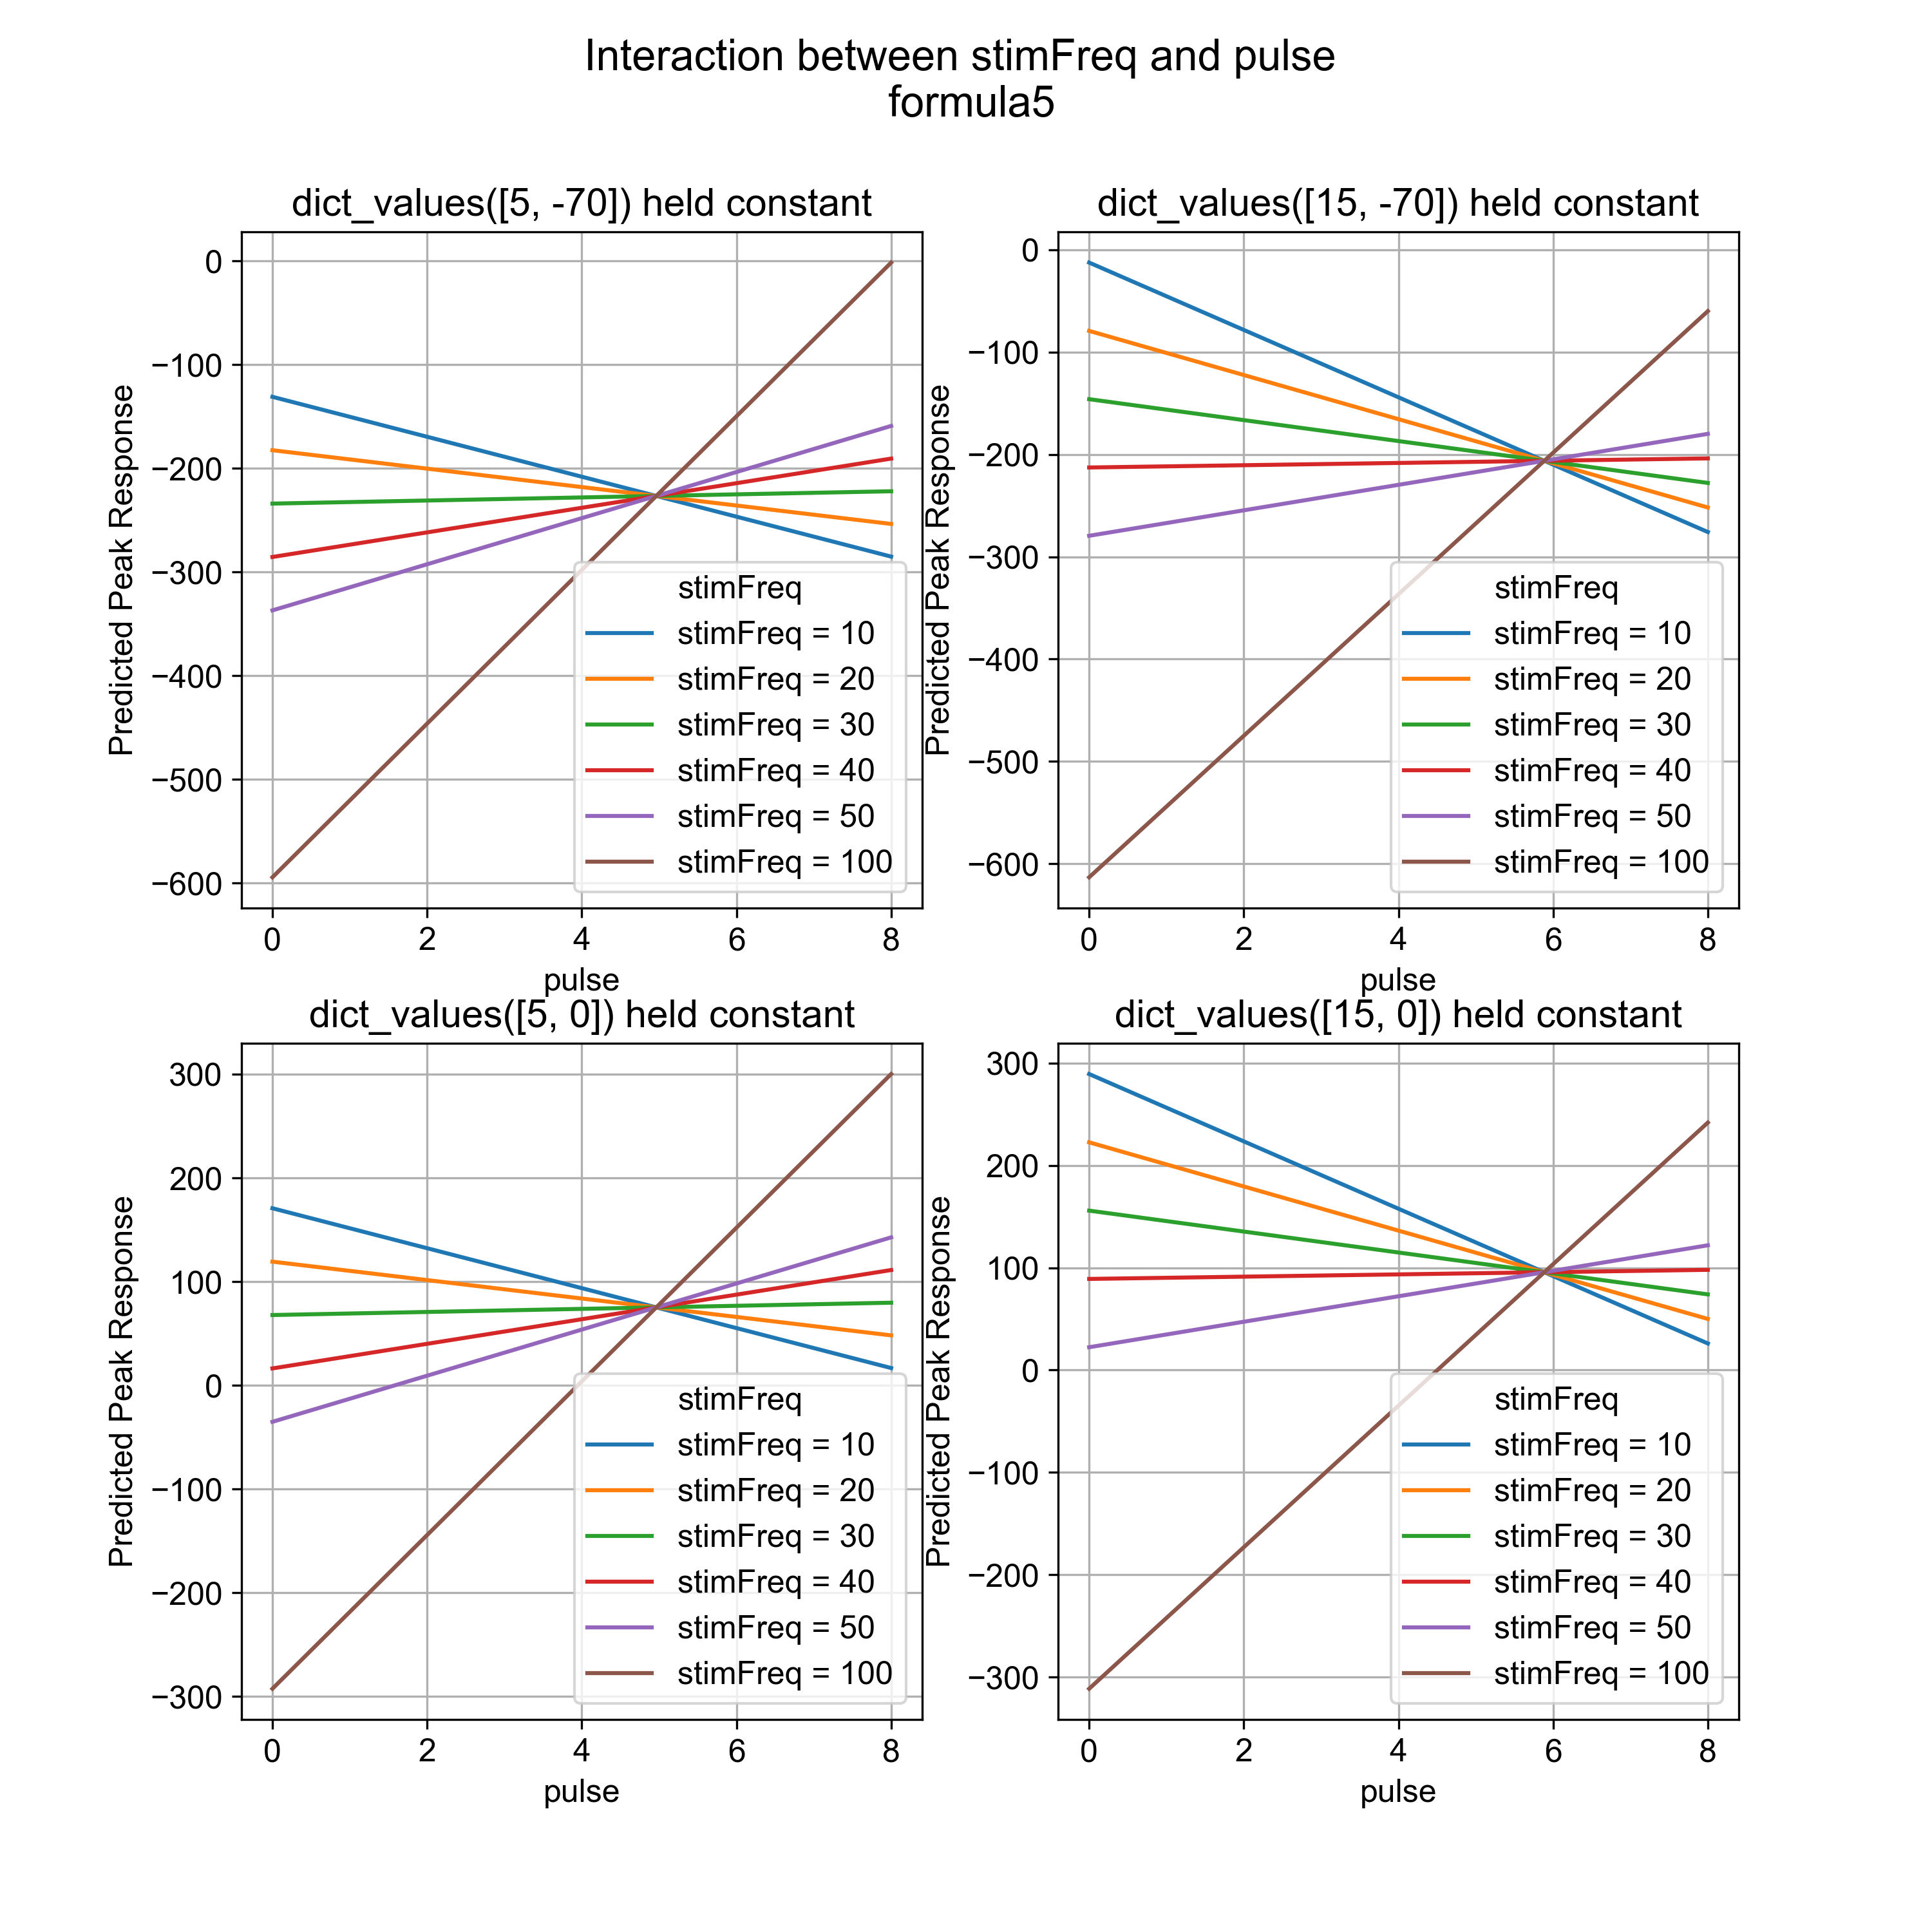 Interaction between stimFreq and pulse
formula5
dict_values([5, -70]) held constant
Predicted Peak Response
0
−100
−200
−300
−400
−500
−600
stimFreq
stimFreq = 10
stimFreq = 20
stimFreq = 30
stimFreq = 40
stimFreq = 50
stimFreq = 100
0 2 4 6 8
pulse
dict_values([15, -70]) held constant
Predicted Peak Response
0
−100
−200
−300
−400
−500
−600
stimFreq
stimFreq = 10
stimFreq = 20
stimFreq = 30
stimFreq = 40
stimFreq = 50
stimFreq = 100
0 2 4 6 8
pulse
dict_values([5, 0]) held constant
Predicted Peak Response
300
200
100
0
−100
−200
−300
stimFreq
stimFreq = 10
stimFreq = 20
stimFreq = 30
stimFreq = 40
stimFreq = 50
stimFreq = 100
0 2 4 6 8
pulse
dict_values([15, 0]) held constant
Predicted Peak Response
300
200
100
0
−100
−200
−300
stimFreq
stimFreq = 10
stimFreq = 20
stimFreq = 30
stimFreq = 40
stimFreq = 50
stimFreq = 100
0 2 4 6 8
pulse